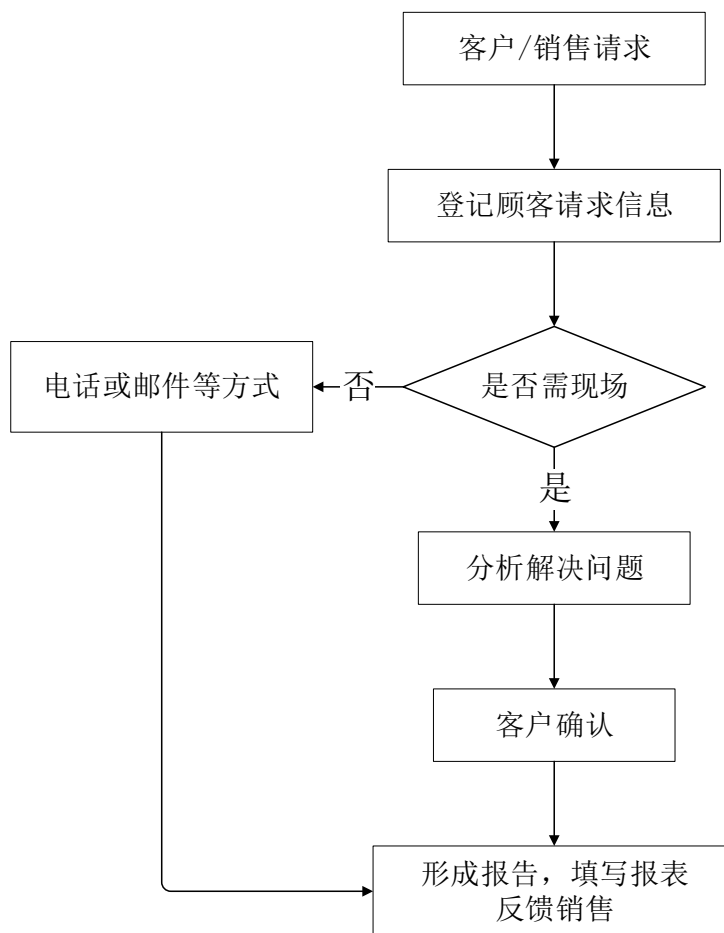 客户/销售请求
登记顾客请求信息
是否需现场
否
电话或邮件等方式
是
分析解决问题
客户确认
形成报告，填写报表
反馈销售